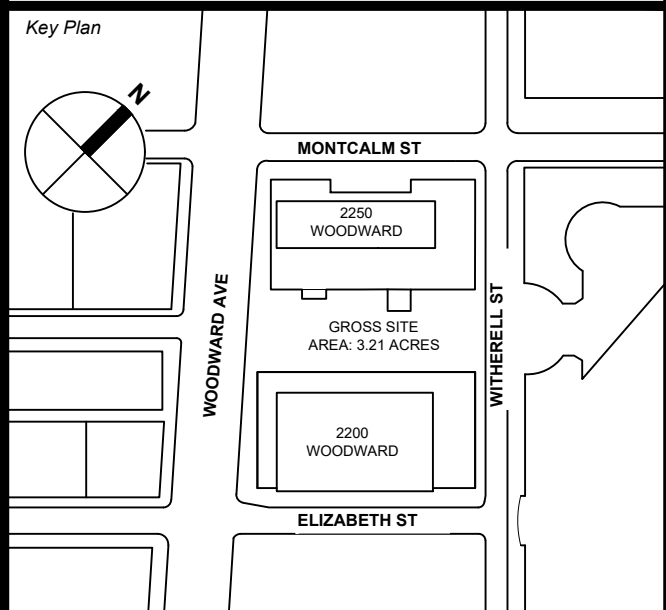 Key Plan
N
MONTCALM ST
2250
WOODWARD
WOODWARD AVE
WITHERELL ST
GROSS SITE
AREA: 3.21 ACRES
2200
WOODWARD
ELIZABETH ST